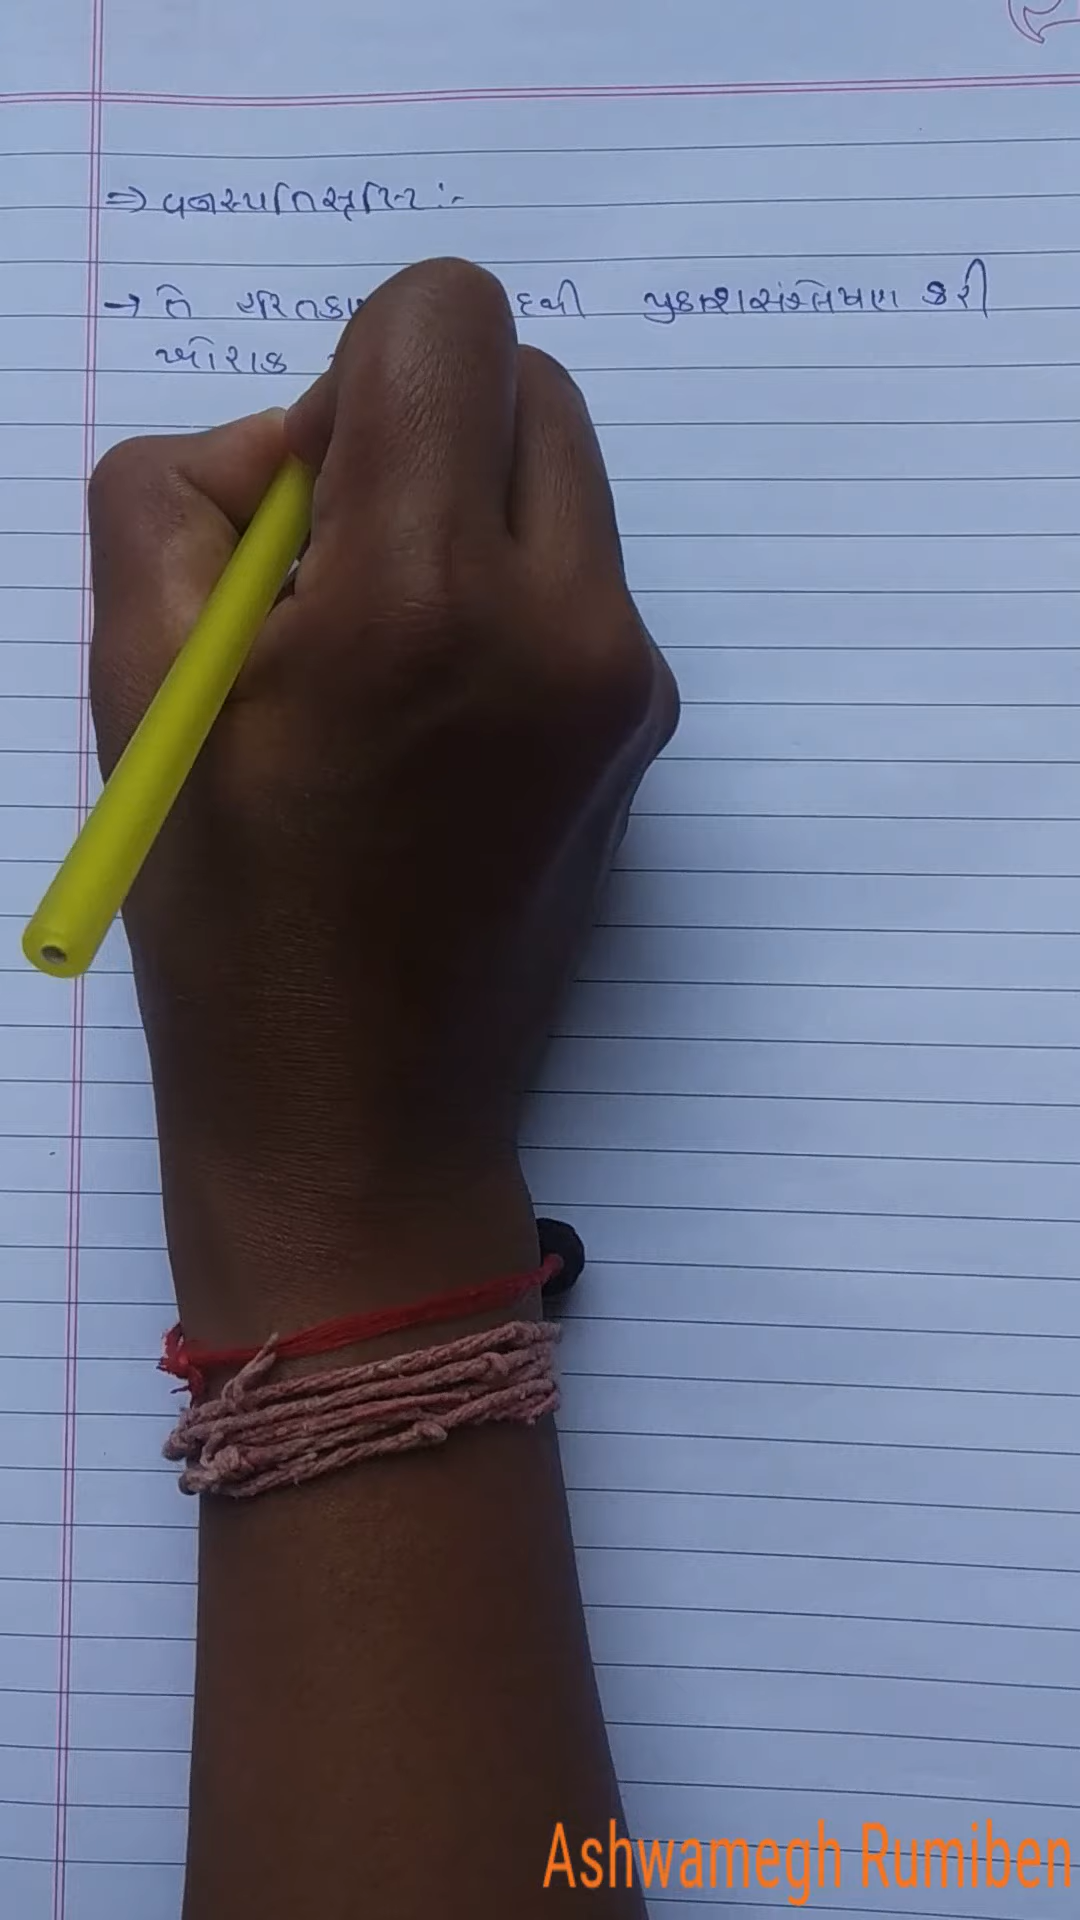 ⇒ વનસ્પતિસૃષ્ટિ :-
→ તે પ્રકાશસંશ્લેષણ કરી
ખોરાક
Ashwamegh Rumiben